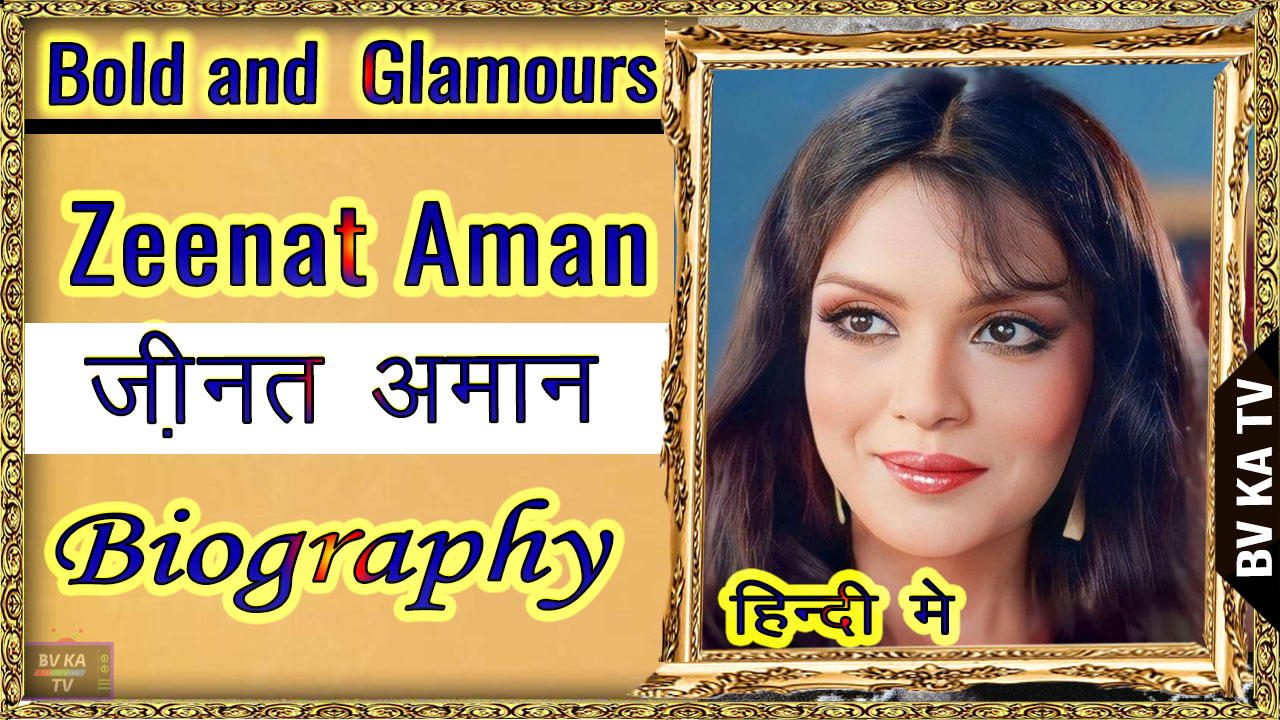 Bold and Glamours
Zeenat Aman
ज़ीनत अमान
Biography
हिन्दी मे
BV KA TV
BV KA
TV